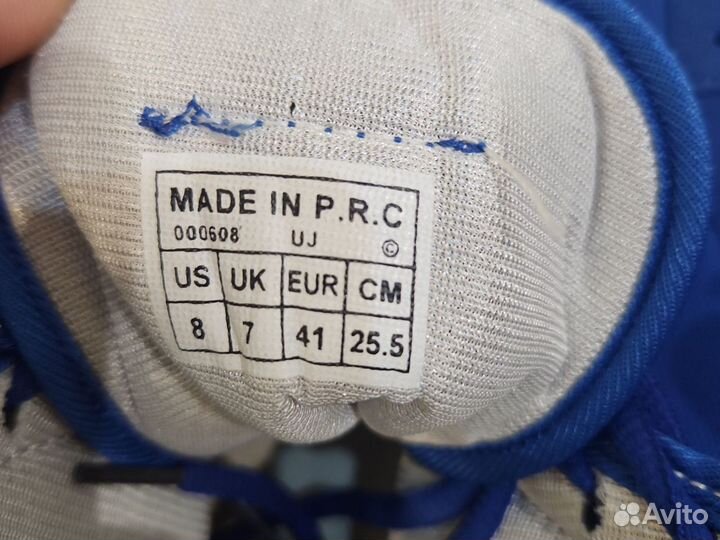 MADE IN P.R.C
000608 UJ ©
US UK EUR CM
8 7 41 25.5
Avito